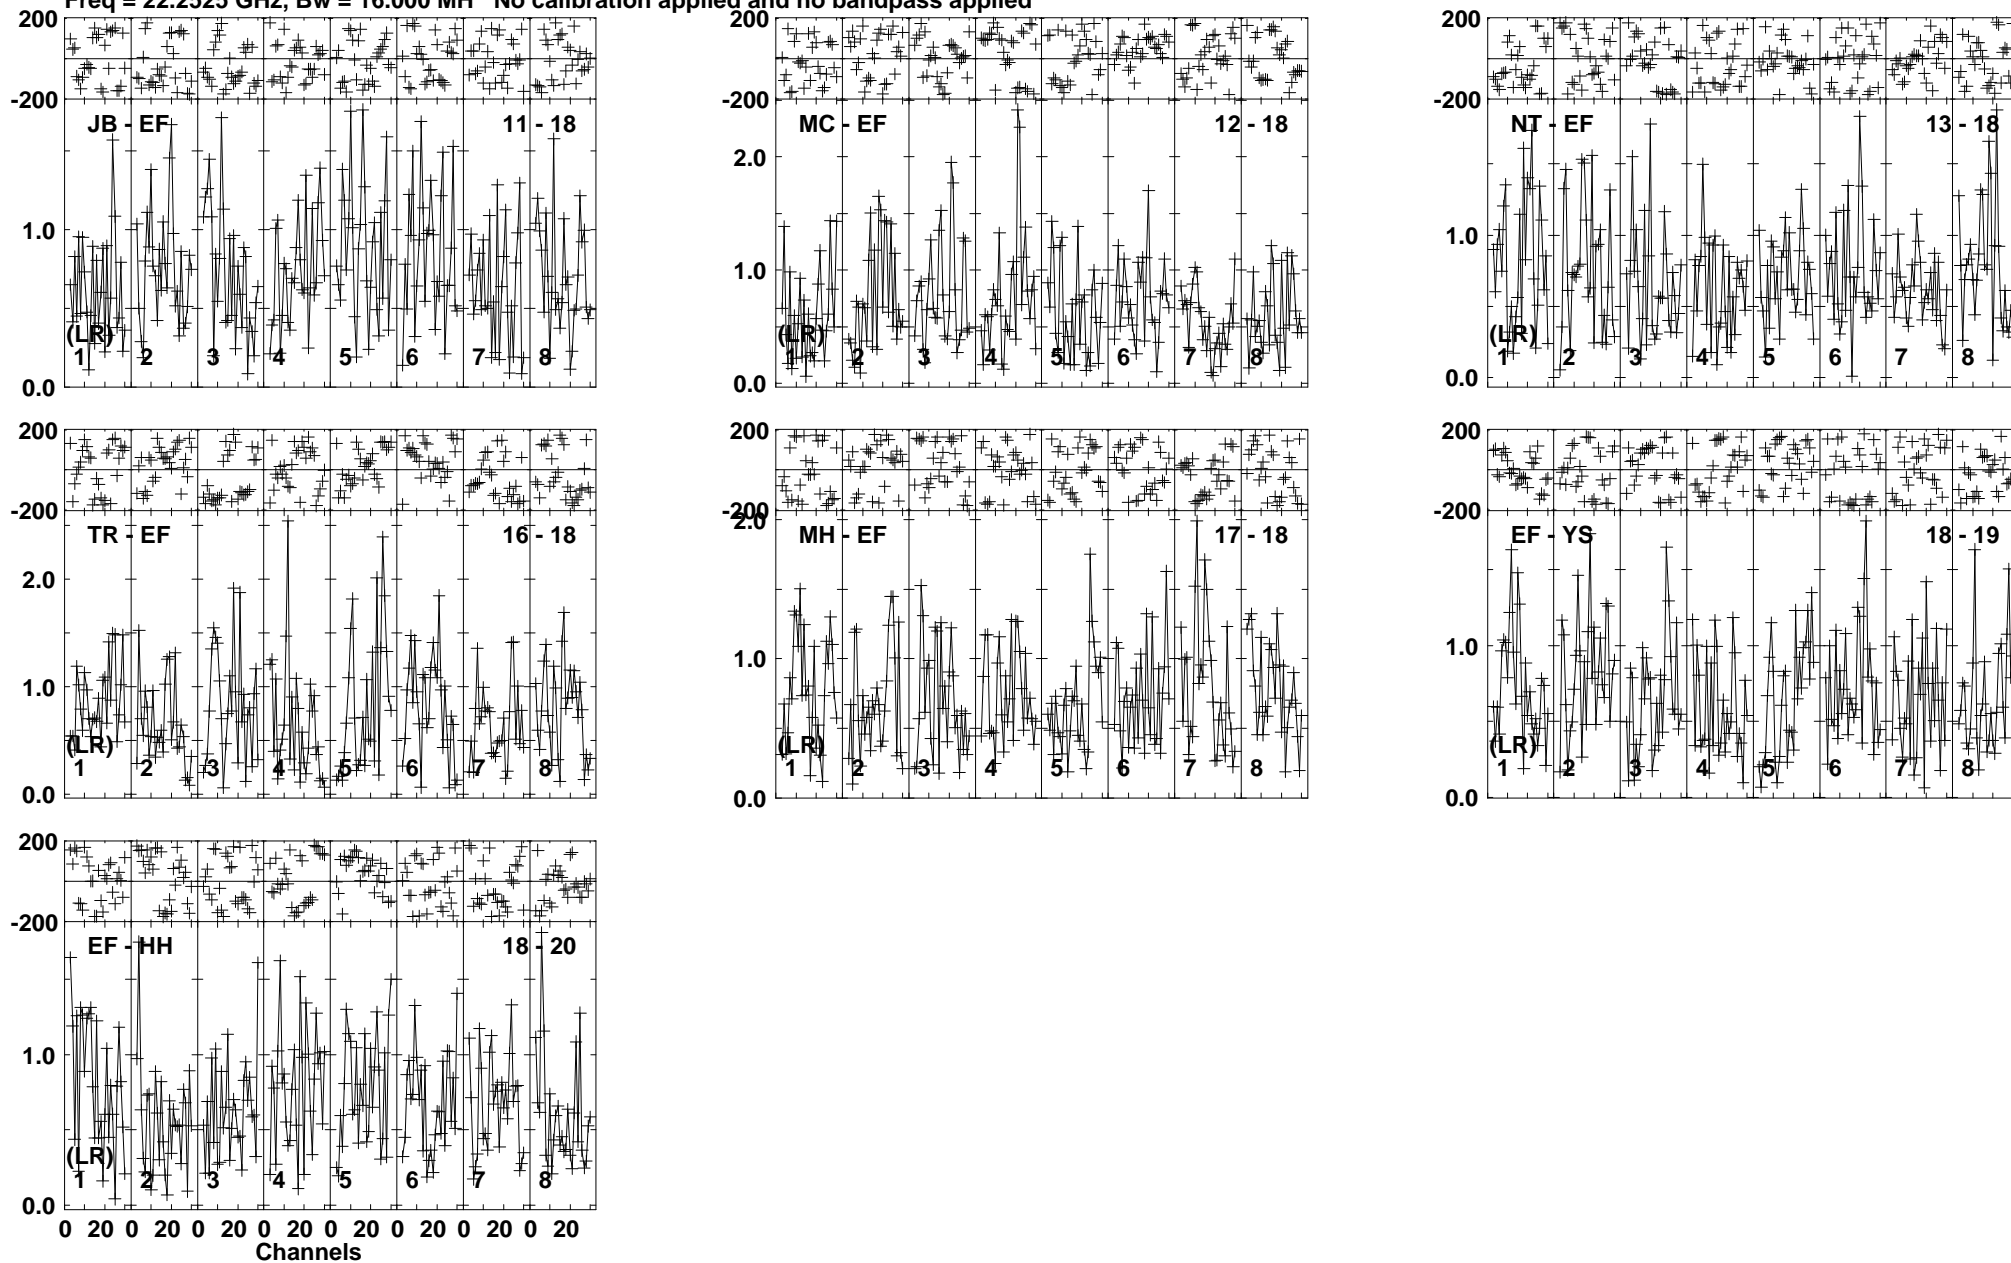 Freq = 22.2525 GHz, Bw = 16.000 MH No calibration applied and no bandpass applied
200
-200
JB - EF 11 - 18
1.0
0.0
(LR)
1 2 3 4 5 6 7 8
200
-200
MC - EF 12 - 18
2.0
1.0
0.0
(LR)
1 2 3 4 5 6 7 8
200
-200
NT - EF 13 - 18
1.0
0.0
(LR)
1 2 3 4 5 6 7 8
200
-200
TR - EF 16 - 18
2.0
1.0
0.0
(LR)
1 2 3 4 5 6 7 8
200
-200
2.0
MH - EF 17 - 18
1.0
0.0
(LR)
1 2 3 4 5 6 7 8
200
-200
EF - YS 18 - 19
1.0
0.0
(LR)
1 2 3 4 5 6 7 8
200
-200
EF - HH 18 - 20
1.0
0.0
(LR)
1 2 3 4 5 6 7 8
0 20 0 20 0 20 0 20 0 20 0 20 0 20 0 20
Channels